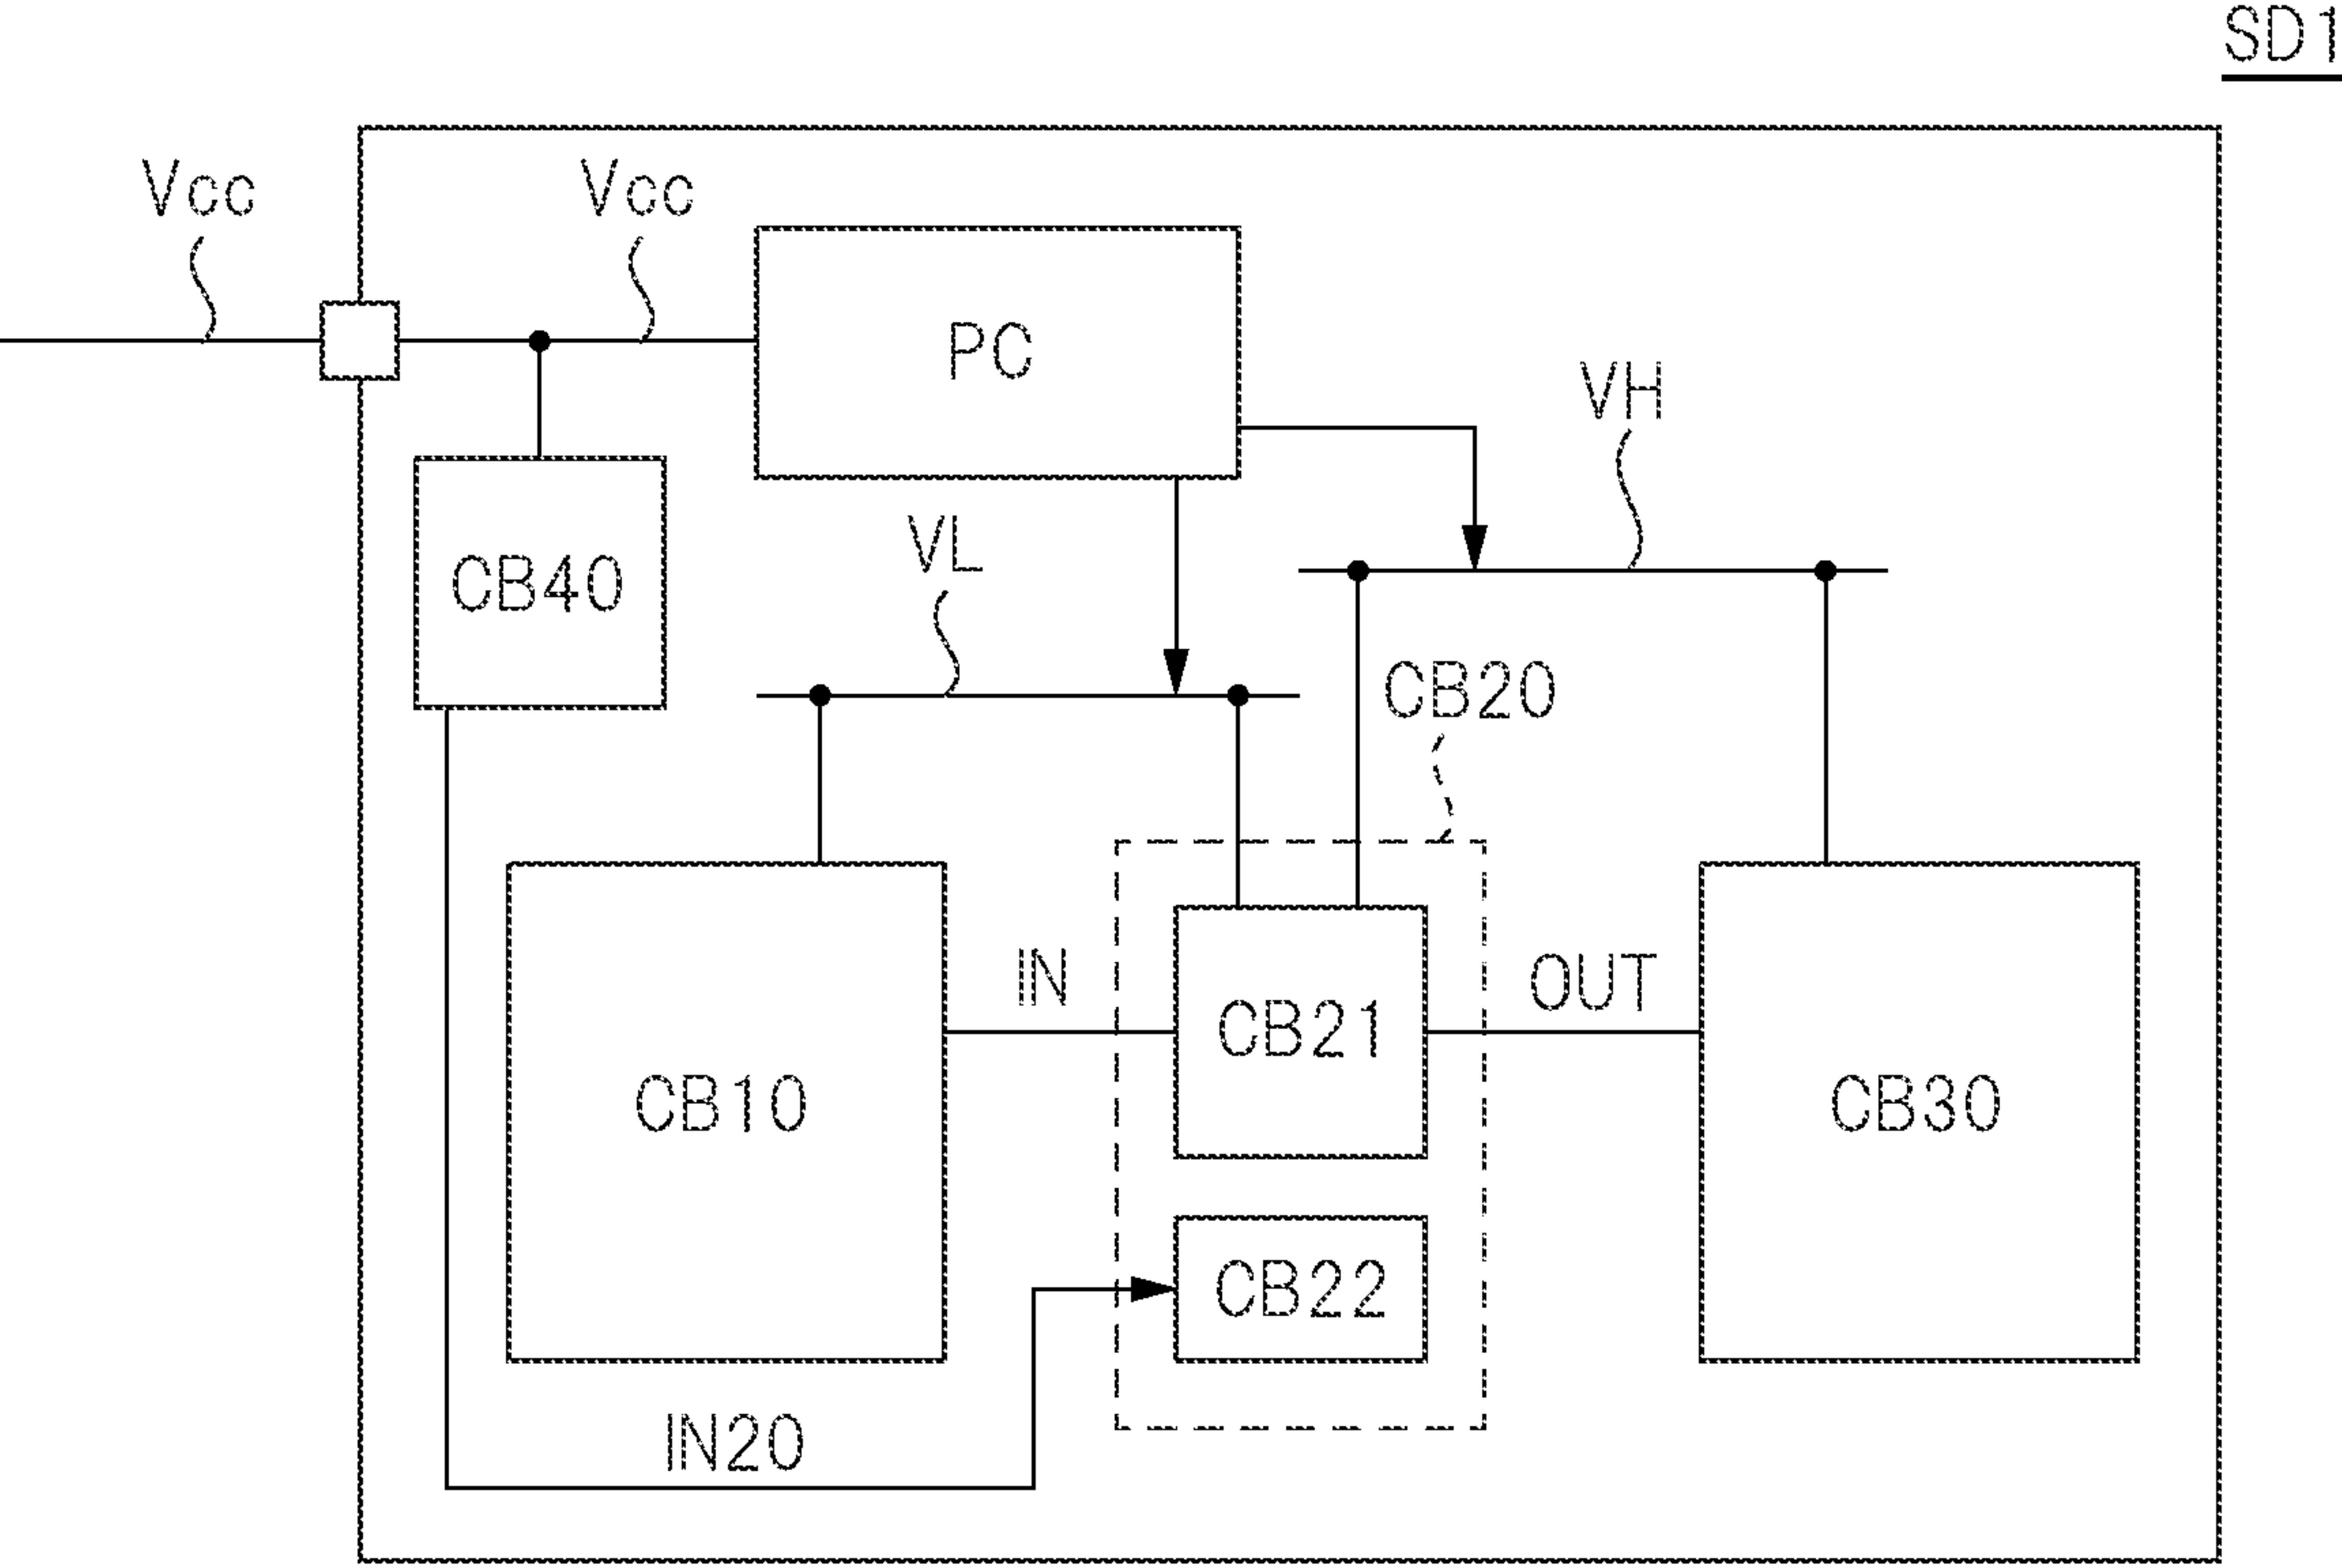 SD1
Vcc
Vcc
PC
VH
VL
CB40
CB20
IN
OUT
CB21
CB10
CB30
CB22
IN20